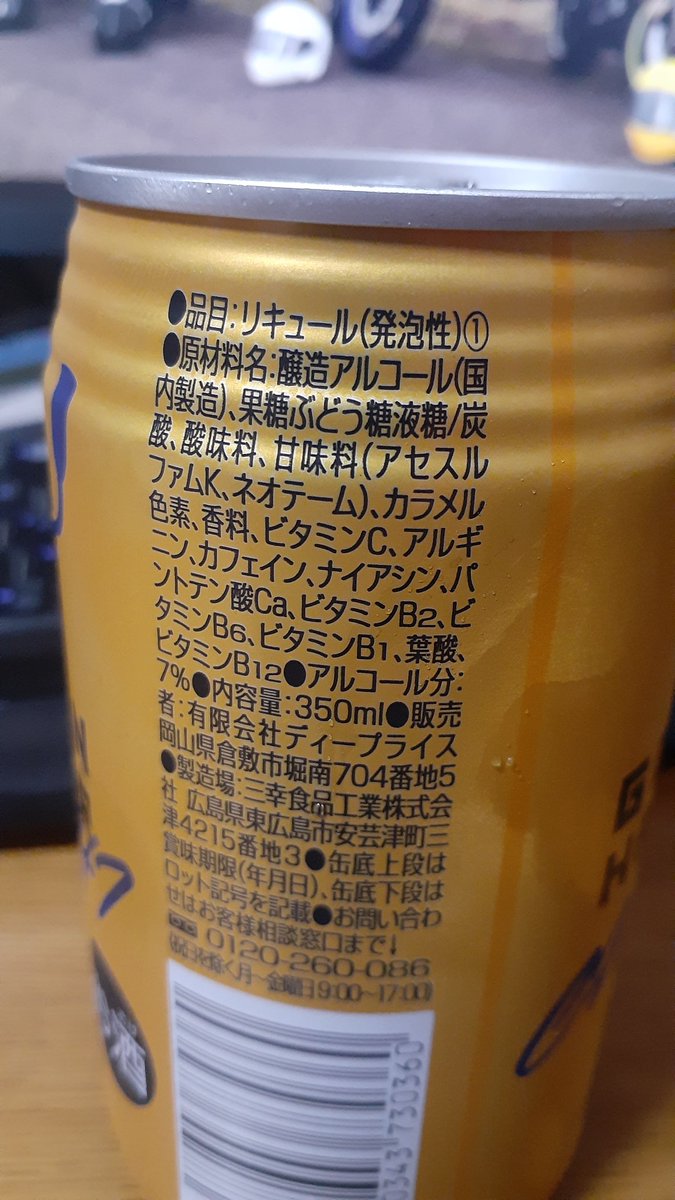 ●品目:リキュール(発泡性)①
●原材料名:醸造アルコール(国
内製造)、果糖ぶどう糖液糖/炭
酸、酸味料、甘味料(アセスル
ファムK、ネオテーム)、カラメル
色素、香料、ビタミンC、アルギ
ニン、カフェイン、ナイアシン、パ
ントテン酸Ca、ビタミンB2、ビ
タミンB6、ビタミンB1、葉酸、
ビタミンB12●アルコール分:
7%●内容量:350ml●販売
者:有限会社ディープライス
岡山県倉敷市堀南704番地5
●製造場:三幸食品工業株式会
社 広島県東広島市安芸津町三
津4215番地3●缶底上段は
賞味期限(年月日)、缶底下段は
ロット記号を記載●お問い合わ
せはお客様相談窓口まで↓
0120-260-086
(祝日を除く月〜金曜日9:00〜17:00)
0343 730360
酒
G
H